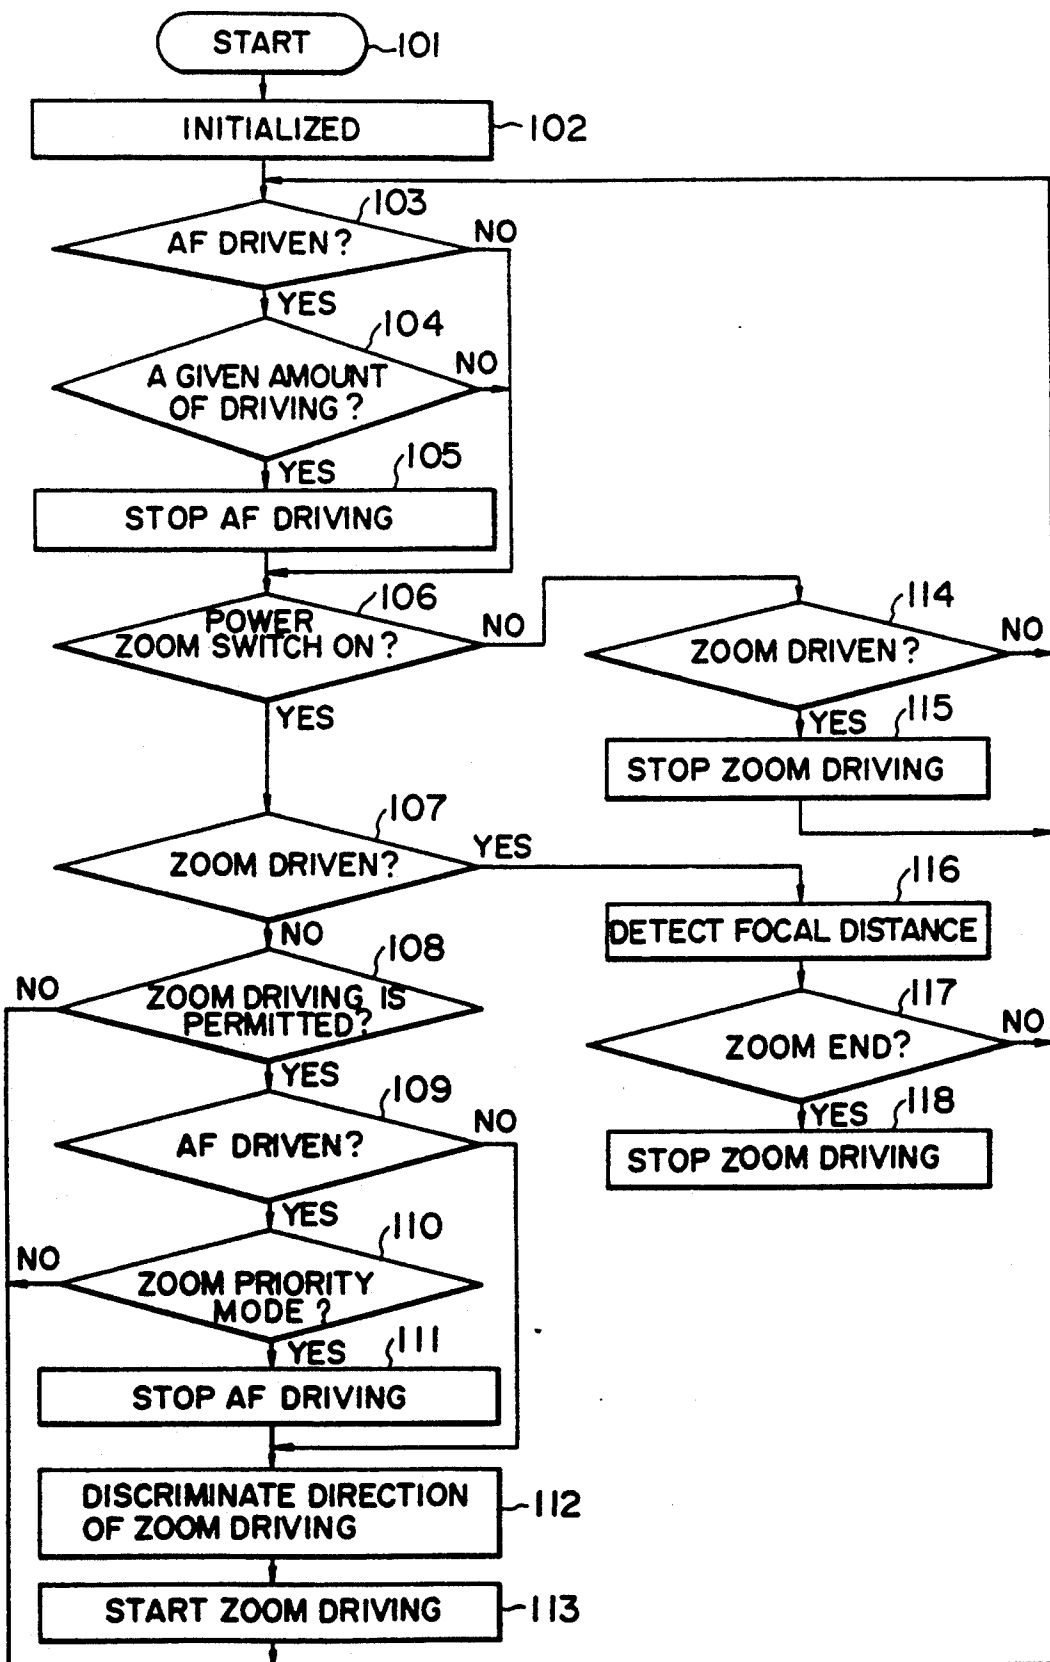 START
101
INITIALIZED
102
103
AF DRIVEN?
NO
YES
104
A GIVEN AMOUNT
OF DRIVING?
NO
YES
105
STOP AF DRIVING
106
POWER
ZOOM SWITCH ON?
NO
YES
114
ZOOM DRIVEN?
NO
YES
115
STOP ZOOM DRIVING
107
ZOOM DRIVEN?
YES
NO
116
DETECT FOCAL DISTANCE
108
NO
ZOOM DRIVING IS
PERMITTED?
YES
117
ZOOM END?
NO
YES
118
STOP ZOOM DRIVING
109
AF DRIVEN?
NO
YES
110
NO
ZOOM PRIORITY
MODE?
YES
111
STOP AF DRIVING
DISCRIMINATE DIRECTION
OF ZOOM DRIVING
112
START ZOOM DRIVING
113